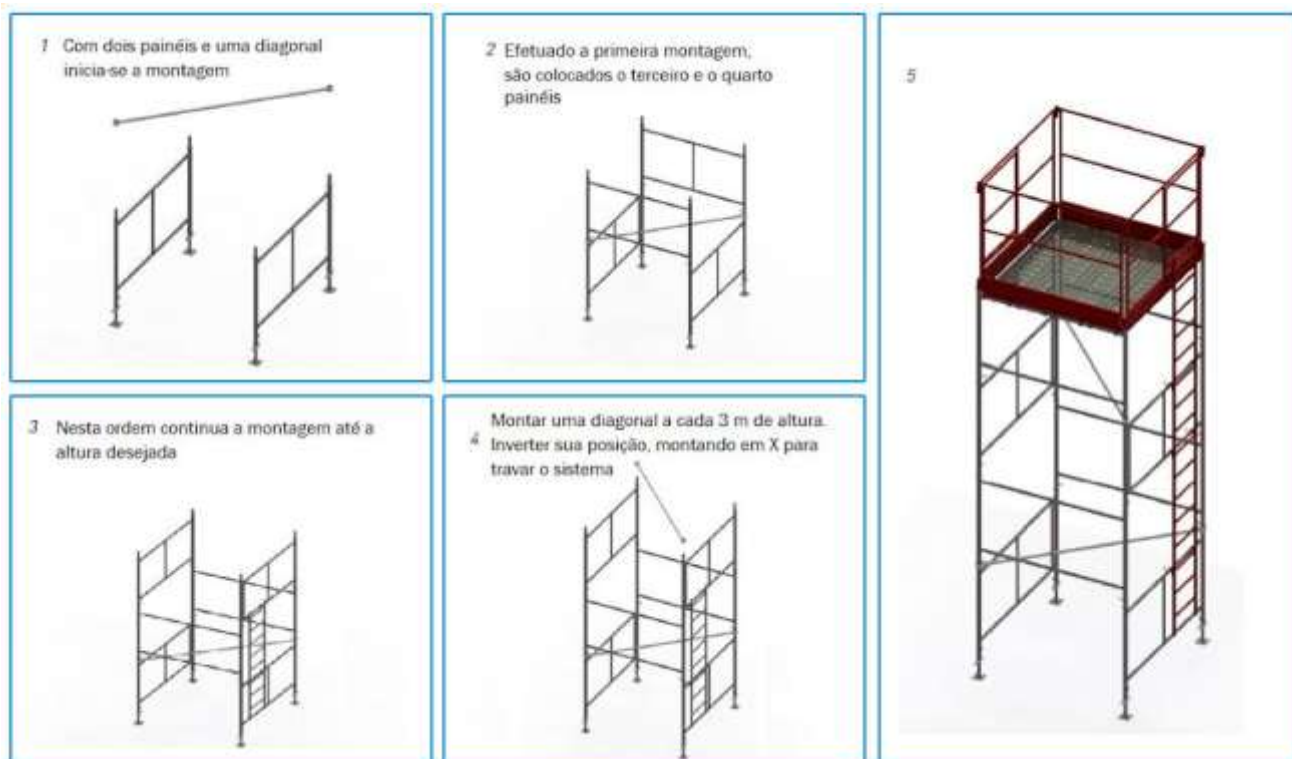 1 Com dois painéis e uma diagonal
inicia-se a montagem
2 Efetuado a primeira montagem,
são colocados o terceiro e o quarto
painéis
3 Nesta ordem continua a montagem até a
altura desejada
4 Montar uma diagonal a cada 3 m de altura.
Inverter sua posição, montando em X para
travar o sistema
5